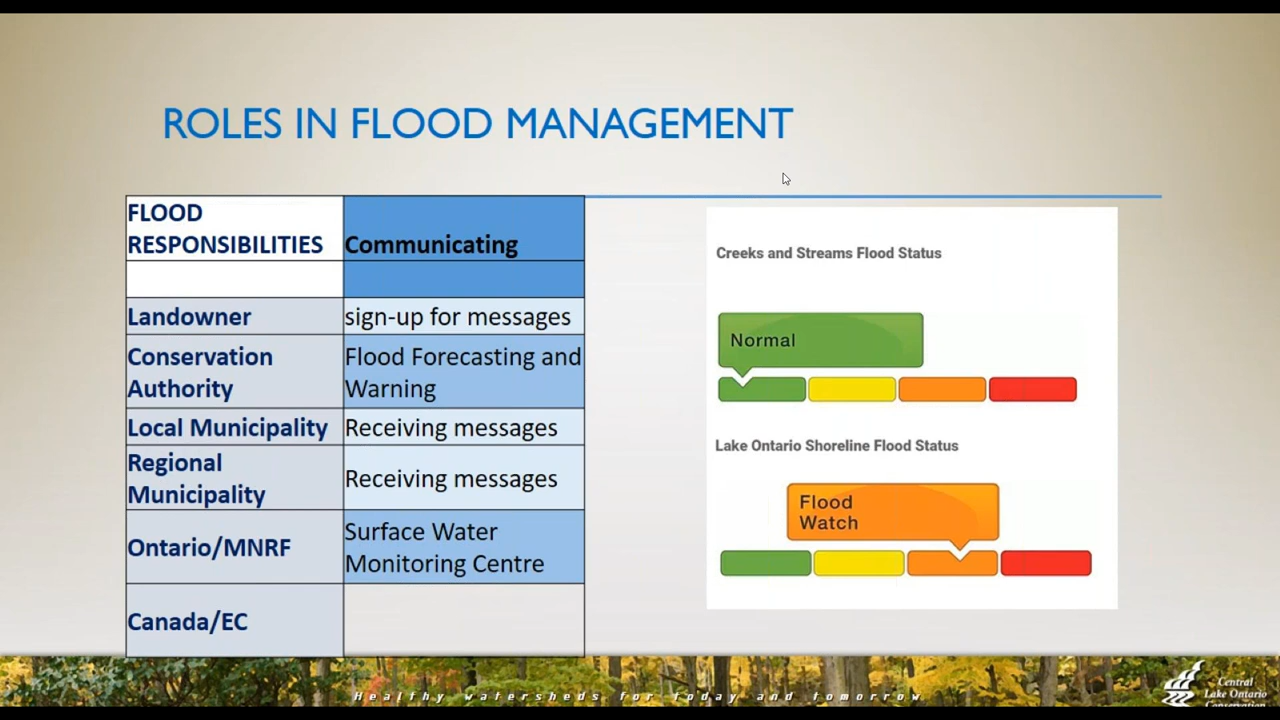 ROLES IN FLOOD MANAGEMENT
FLOOD
RESPONSIBILITIES
Communicating
Landowner
sign-up for messages
Conservation
Authority
Flood Forecasting and
Warning
Local Municipality
Receiving messages
Regional
Municipality
Receiving messages
Ontario/MNRF
Surface Water
Monitoring Centre
Canada/EC
Creeks and Streams Flood Status
Normal
Lake Ontario Shoreline Flood Status
Flood
Watch
Healthy watersheds for today and tomorrow
Central
Lake Ontario
Conservation